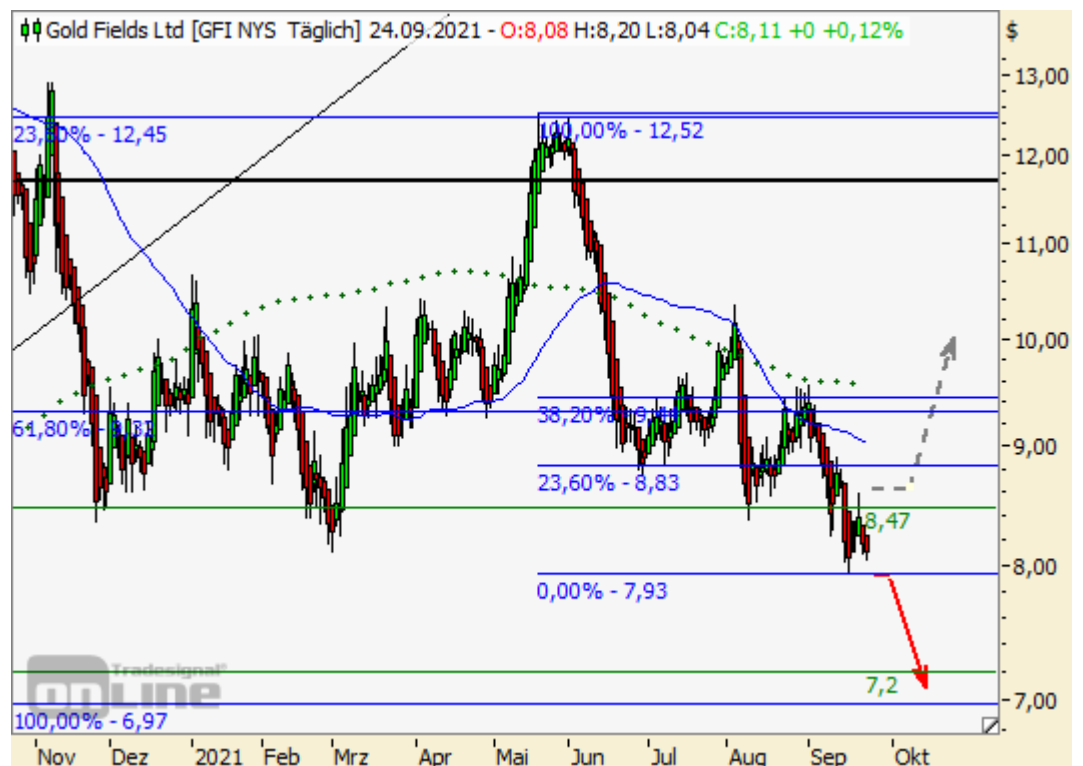 Gold Fields Ltd [GFI NYS Täglich] 24.09.2021 - O:8,08 H:8,20 L:8,04 C:8,11 +0 +0,12%
$
13,00
12,00
11,00
10,00
9,00
8,00
7,00
23,60% - 12,45
100,00% - 12,52
61,80% - 9,32
38,20%
23,60% - 8,83
8,47
0,00% - 7,93
7,2
100,00% - 6,97
Tradesignal®
onLine
Nov Dez 2021 Feb Mrz Apr Mai Jun Jul Aug Sep Okt